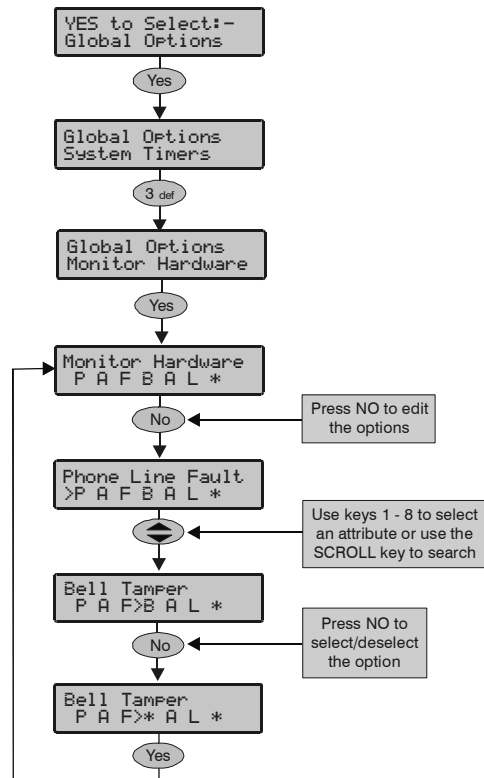 YES to Select:-
Global Options
Yes
Global Options
System Timers
3 def
Global Options
Monitor Hardware
Yes
Monitor Hardware
P A F B A L *
No
Press NO to edit
the options
Phone Line Fault
>P A F B A L *
Use keys 1 - 8 to select
an attribute or use the
SCROLL key to search
Bell Tamper
P A F>B A L *
No
Press NO to
select/deselect
the option
Bell Tamper
P A F>* A L *
Yes